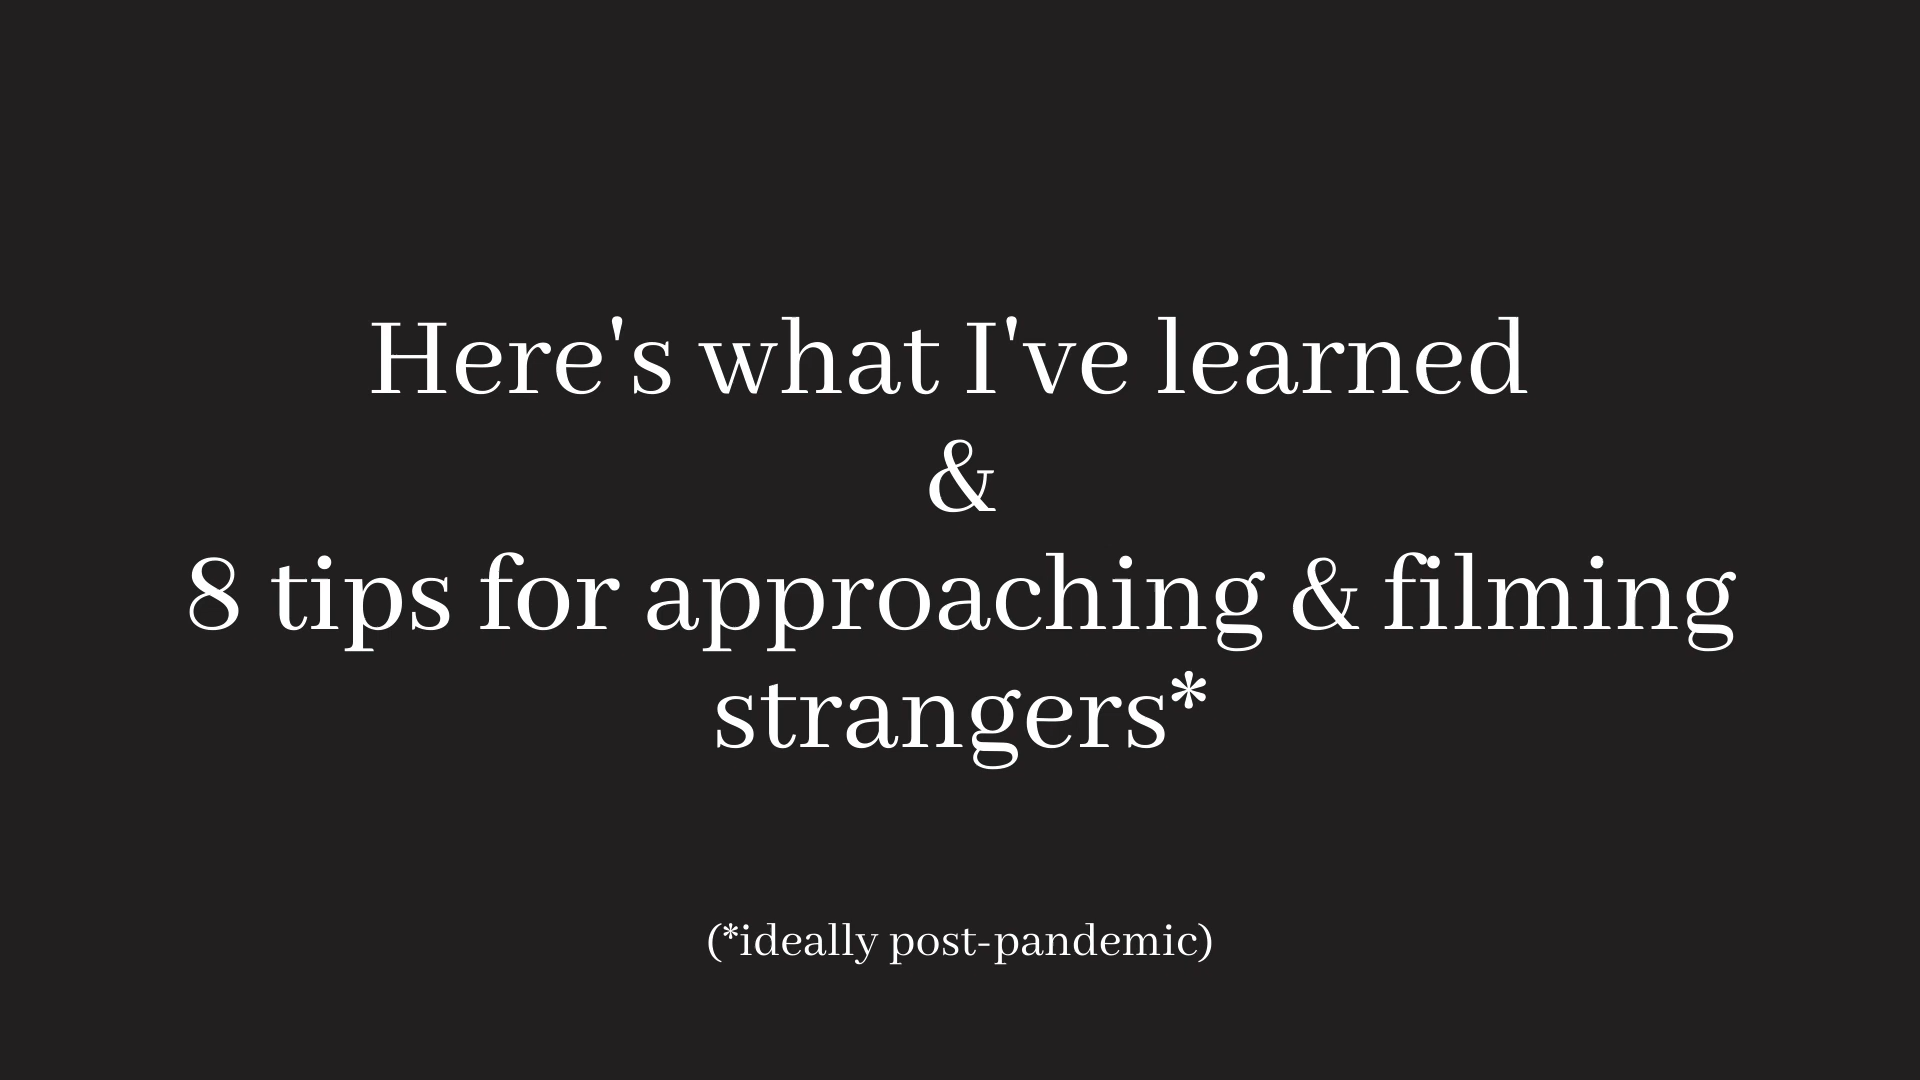 Here's what I've learned
&
8 tips for approaching & filming
strangers*
(*ideally post-pandemic)